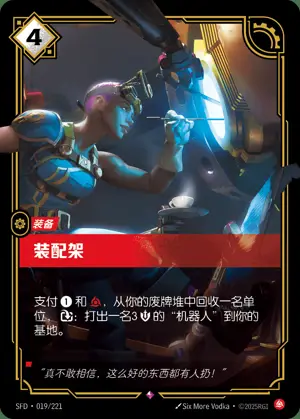 4
装备
装配架
支付1和，从你的废牌堆中回收一名单
位，：打出一名3的“机器人”到你的
基地。
“真不敢相信，这么好的东西都有人扔！”
SFD • 019/221
Six More Vodka • ©2025RGI